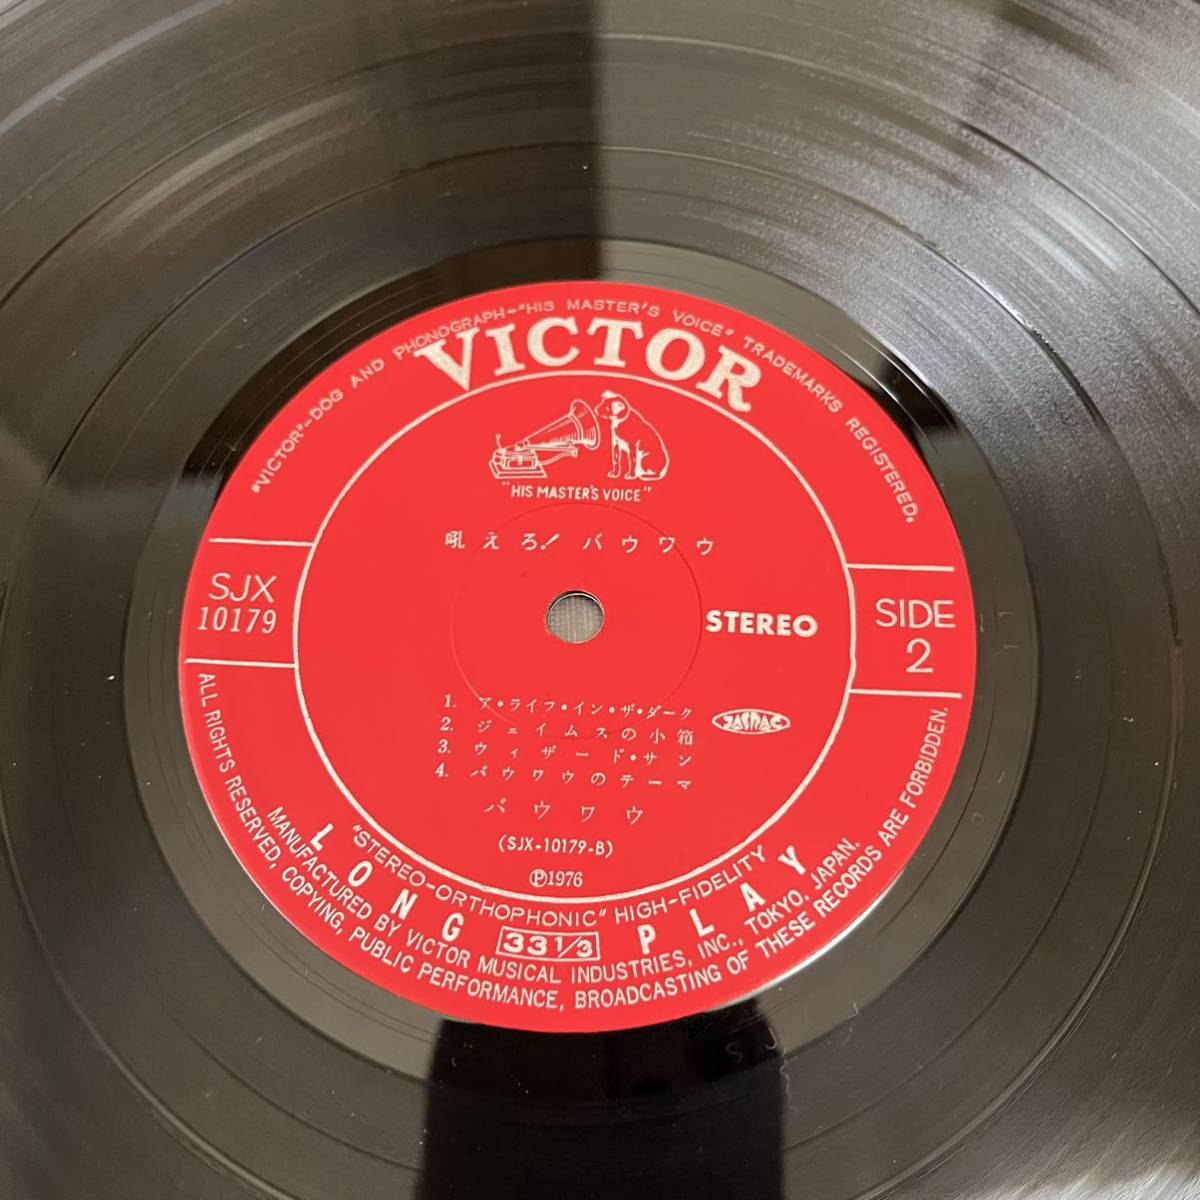 "VICTOR"-DOG AND PHONOGRAPH-"HIS MASTER'S VOICE" TRADEMARKS REGISTERED.
VICTOR
"HIS MASTER'S VOICE"
吼えろ! バウワウ
SJX
10179
STEREO
SIDE
2
1. ア・ライフ・イン・ザ・ダーク
2. ジェイムスの小箱
3. ウィザード・サン
4. バウワウのテーマ
バウワウ
JASRAC
(SJX-10179-B)
Ⓟ1976
"STEREO-ORTHOPHONIC" HIGH-FIDELITY
LONG 33 1/3 PLAY
MANUFACTURED BY VICTOR MUSICAL INDUSTRIES, INC., TOKYO, JAPAN.
ALL RIGHTS RESERVED, COPYING, PUBLIC PERFORMANCE, BROADCASTING OF THESE RECORDS ARE FORBIDDEN.